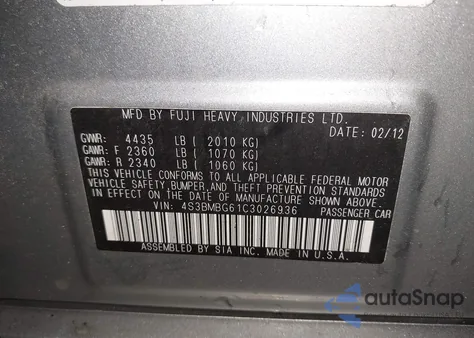 MFD BY FUJI HEAVY INDUSTRIES LTD.
DATE: 02/12
GVWR: 4435 LB ( 2010 KG)
GAWR: F 2360 LB ( 1070 KG)
GAWR: R 2340 LB ( 1060 KG)
THIS VEHICLE CONFORMS TO ALL APPLICABLE FEDERAL MOTOR
VEHICLE SAFETY, BUMPER, AND THEFT PREVENTION STANDARDS
IN EFFECT ON THE DATE OF MANUFACTURE SHOWN ABOVE.
VIN: 4S3BMBG61C3026936 PASSENGER CAR
ASSEMBLED BY SIA INC. MADE IN U.S.A.
autoSnap